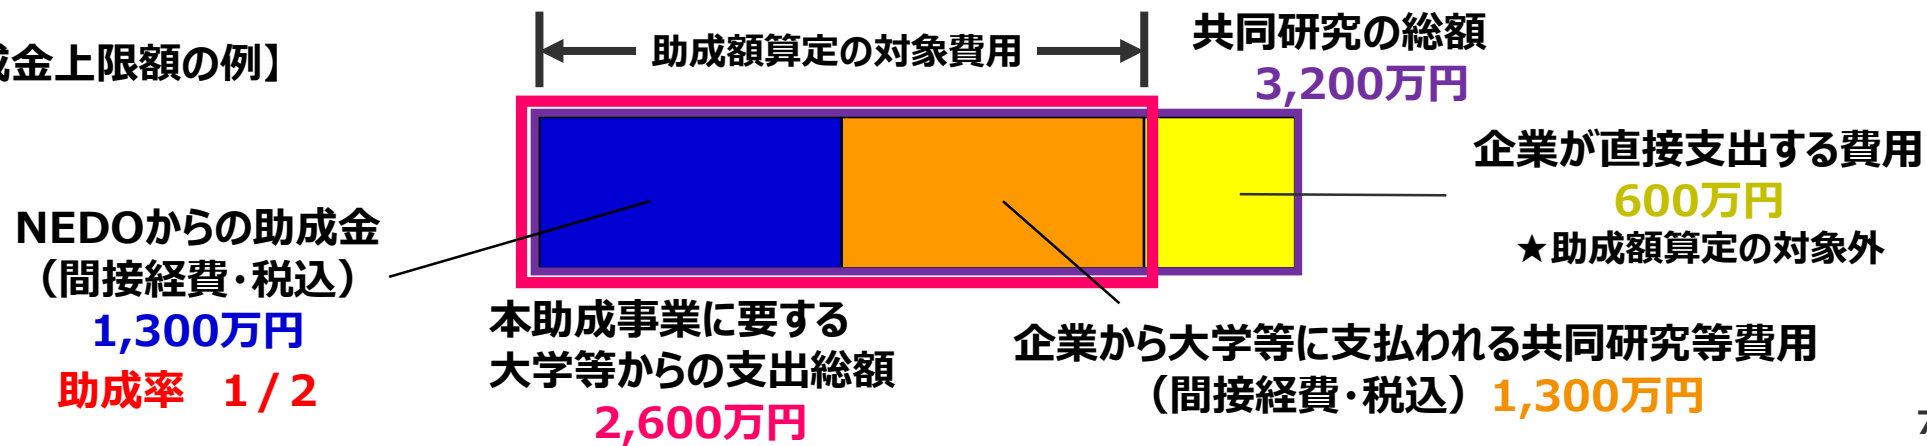 成金上限額の例】
助成額算定の対象費用
共同研究の総額
3,200万円
企業が直接支出する費用
600万円
★助成額算定の対象外
NEDOからの助成金
（間接経費・税込）
1,300万円
助成率 1/2
本助成事業に要する
大学等からの支出総額
2,600万円
企業から大学等に支払われる共同研究等費用
（間接経費・税込）1,300万円